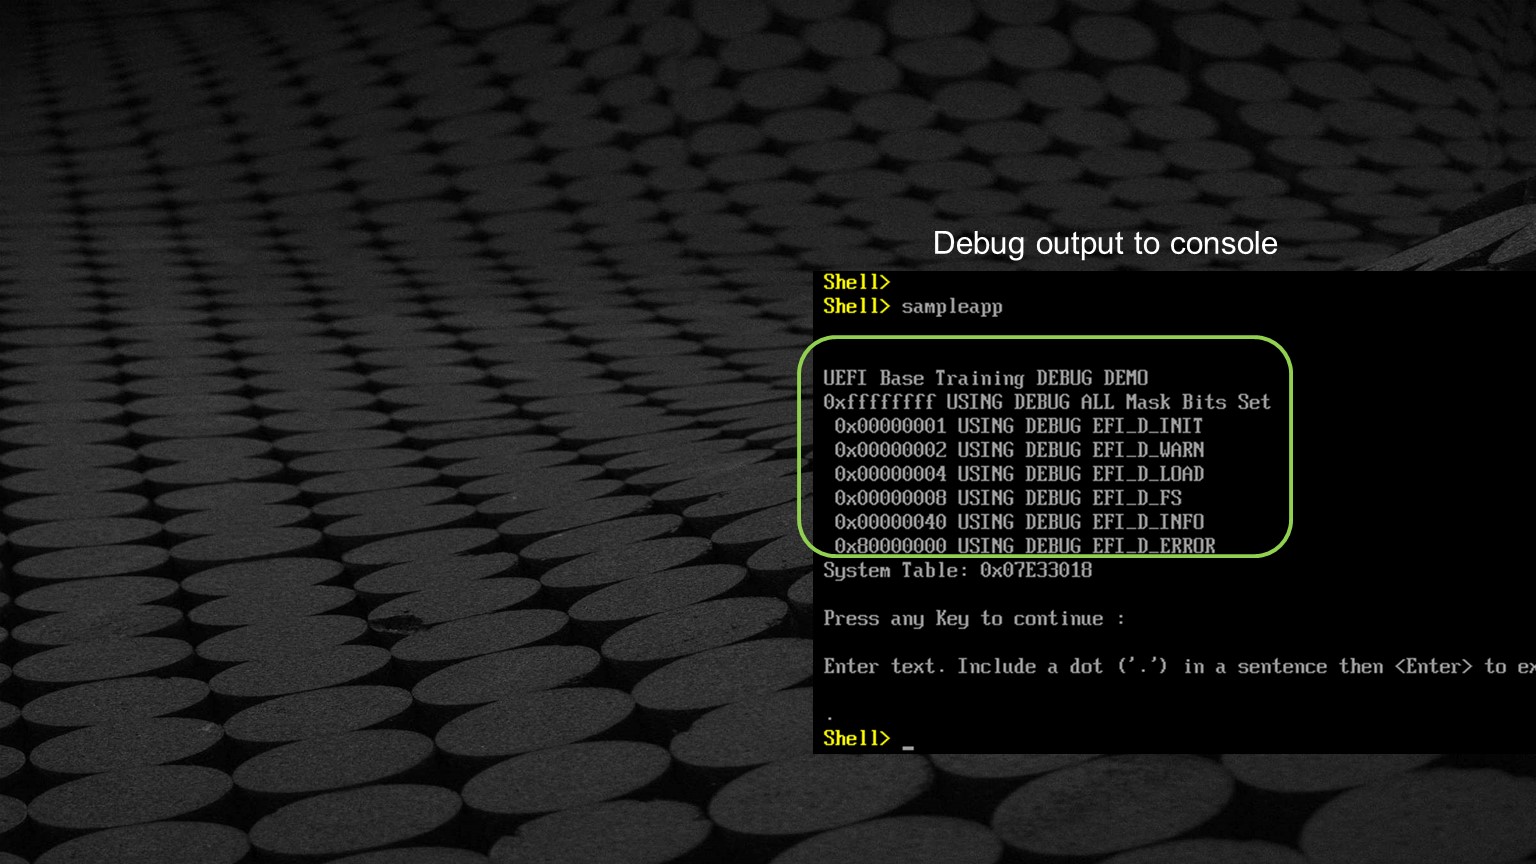 Debug output to console
Shell>
Shell> sampleapp
UEFI Base Training DEBUG DEMO
0xffffffff USING DEBUG ALL Mask Bits Set
0x00000001 USING DEBUG EFI_D_INIT
0x00000002 USING DEBUG EFI_D_WARN
0x00000004 USING DEBUG EFI_D_LOAD
0x00000008 USING DEBUG EFI_D_FS
0x00000040 USING DEBUG EFI_D_INFO
0x80000000 USING DEBUG EFI_D_ERROR
System Table: 0x07E33018
Press any Key to continue :
Enter text. Include a dot ('.') in a sentence then <Enter> to ex
.
Shell> _